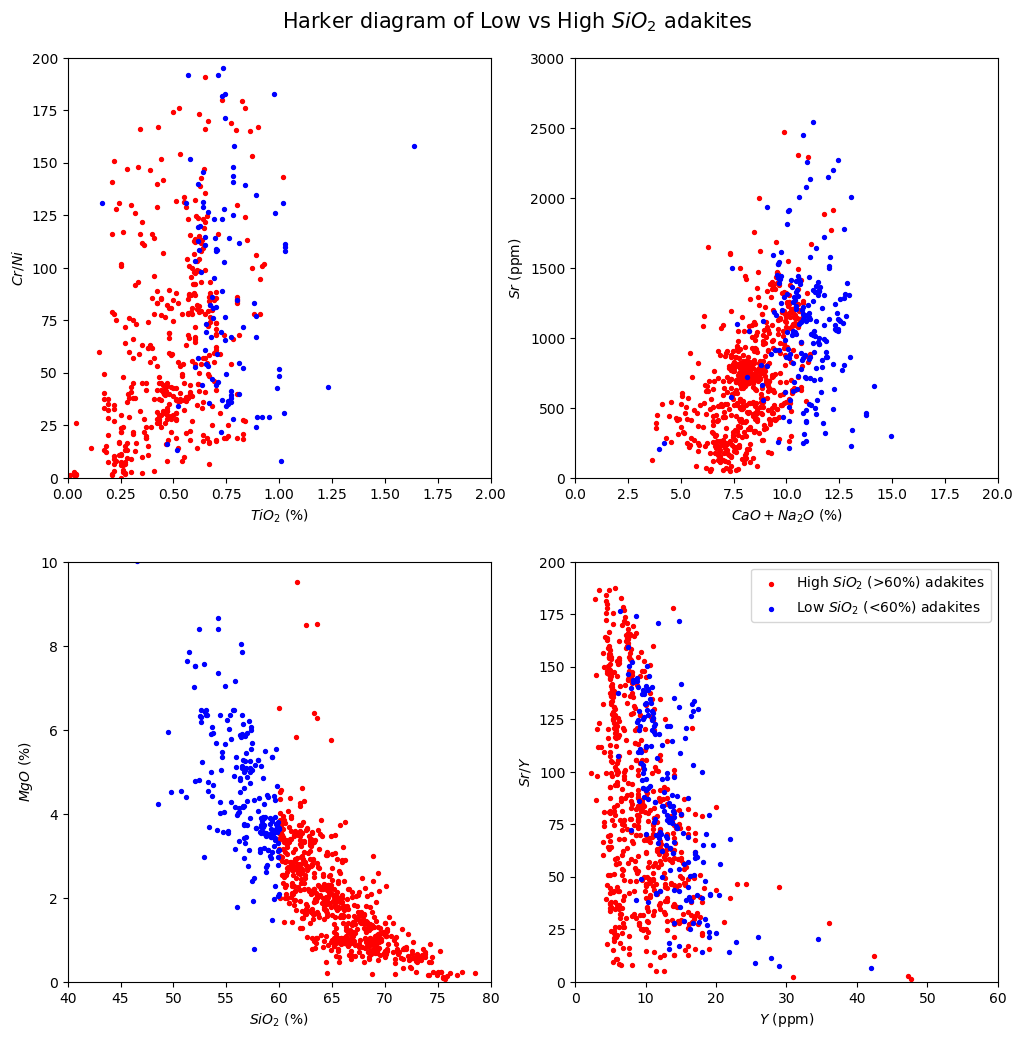 Harker diagram of Low vs High SiO₂ adakites
200
175
150
125
100
75
50
25
0
Cr/Ni
0.00 0.25 0.50 0.75 1.00 1.25 1.50 1.75 2.00
TiO₂ (%)
3000
2500
2000
1500
1000
500
0
Sr (ppm)
0.0 2.5 5.0 7.5 10.0 12.5 15.0 17.5 20.0
CaO + Na₂O (%)
10
8
6
4
2
0
MgO (%)
40 45 50 55 60 65 70 75 80
SiO₂ (%)
200
175
150
125
100
75
50
25
0
Sr/Y
High SiO₂ (>60%) adakites
Low SiO₂ (<60%) adakites
0 10 20 30 40 50 60
Y (ppm)